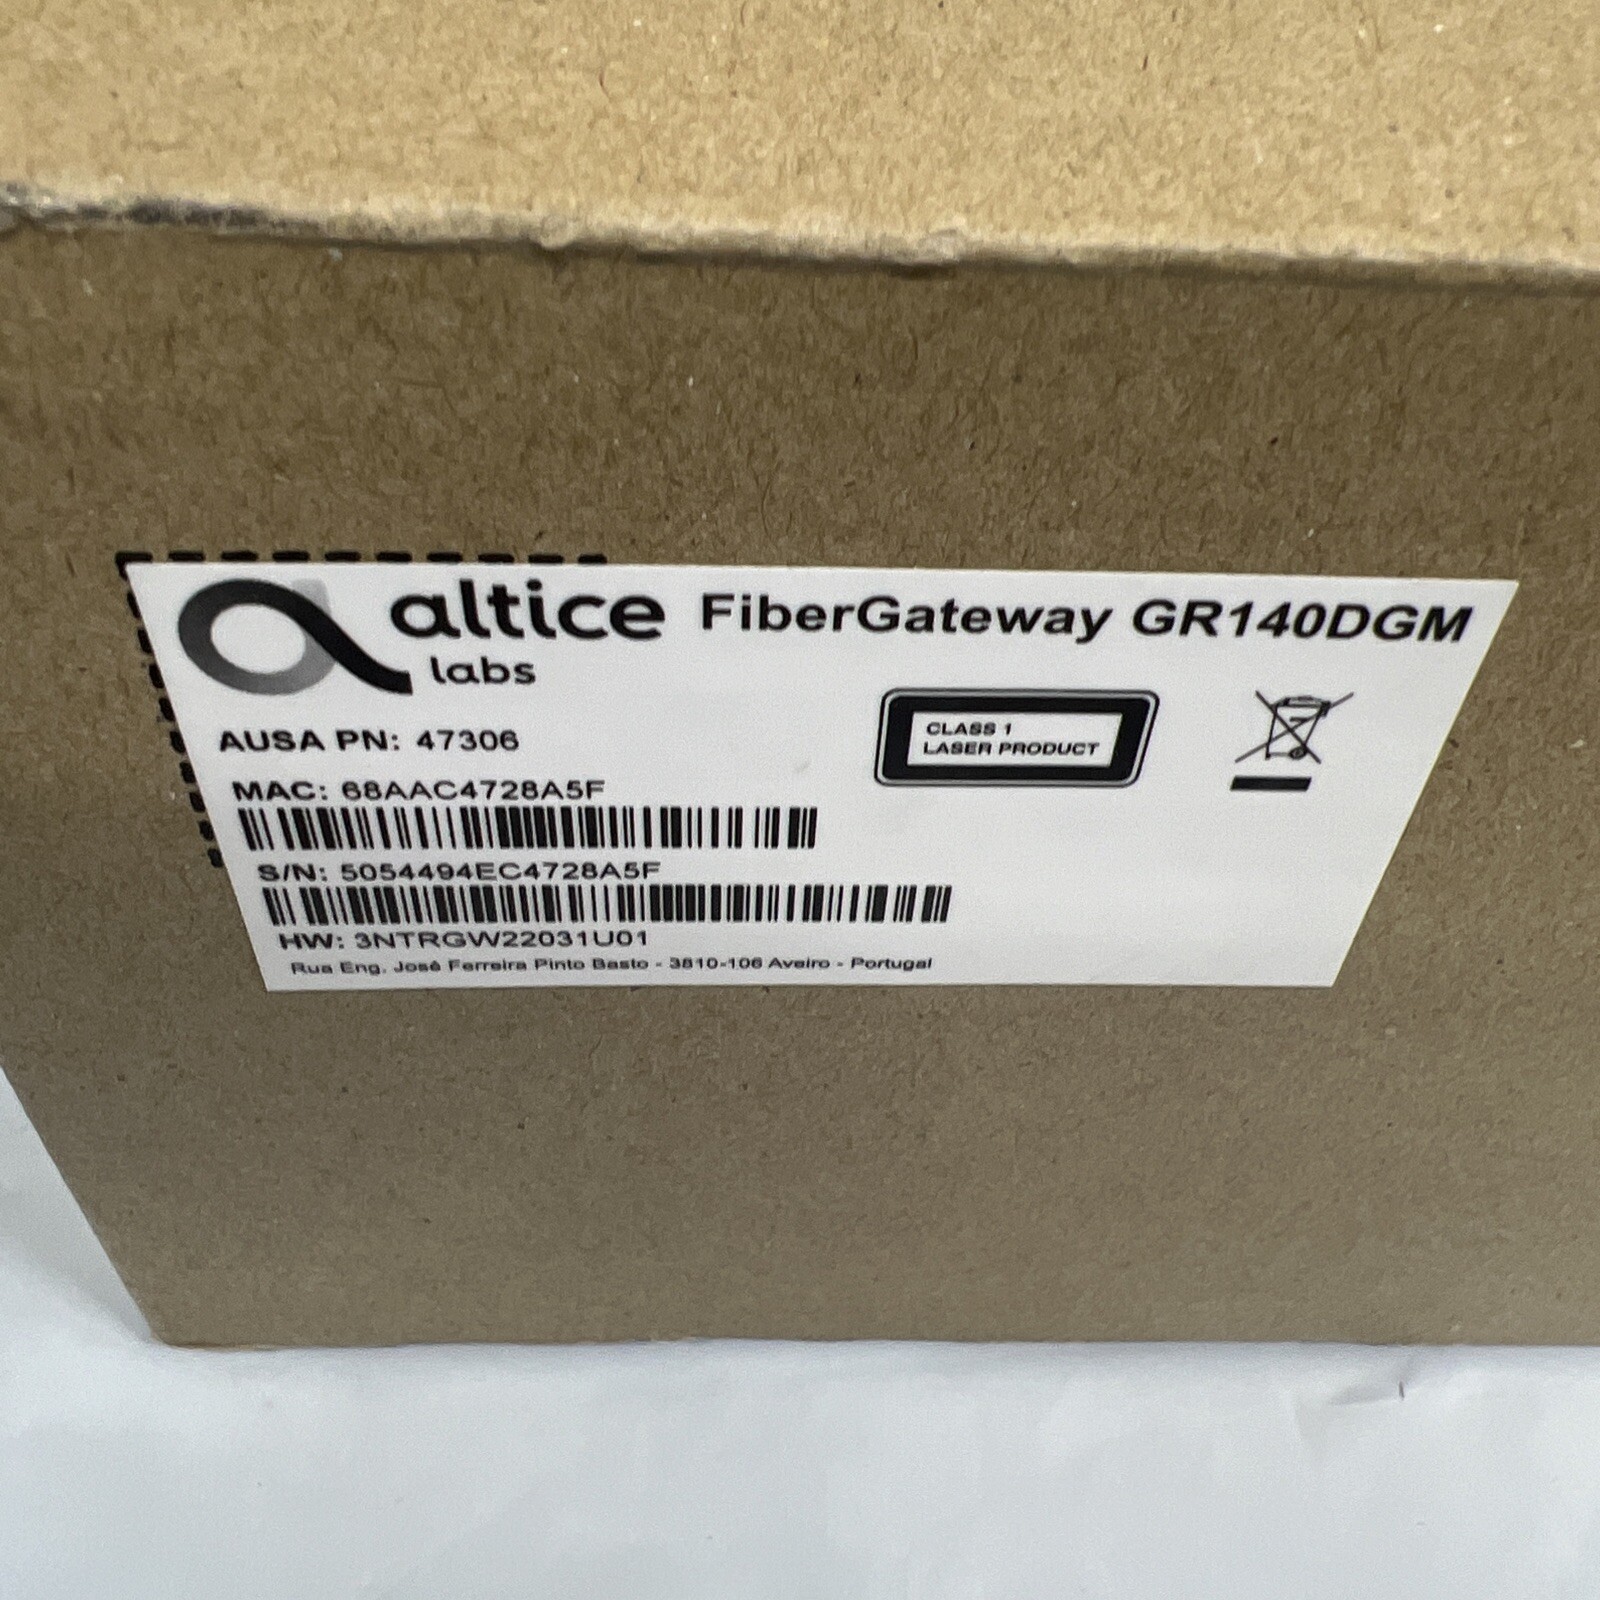 altice labs FiberGateway GR140DGM
AUSA PN: 47306
CLASS 1
LASER PRODUCT
MAC: 68AAC4728A5F
S/N: 5054494EC4728A5F
HW: 3NTRGW22031U01
Rua Eng. José Ferreira Pinto Basto - 3810-106 Aveiro - Portugal